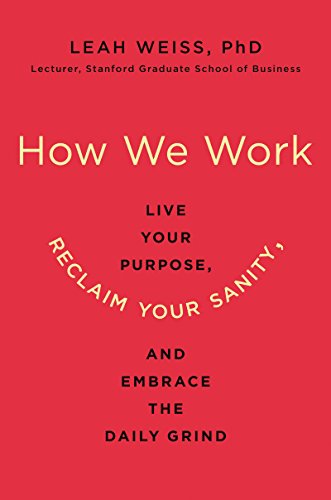 LEAH WEISS, PhD
Lecturer, Stanford Graduate School of Business
How We Work
LIVE
YOUR
PURPOSE,
RECLAIM YOUR SANITY,
AND
EMBRACE
THE
DAILY GRIND